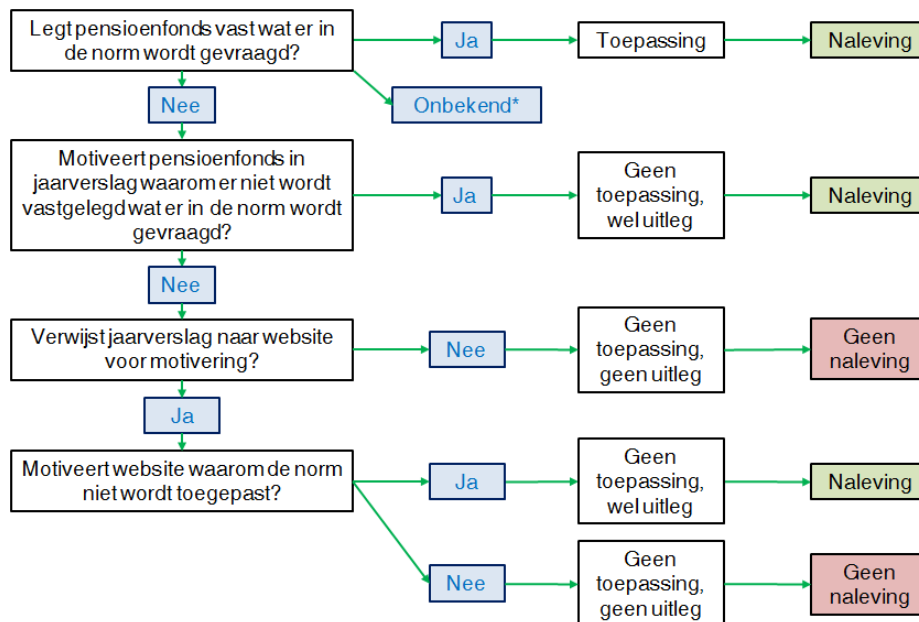 Legt pensioenfonds vast wat er in
de norm wordt gevraagd?
Ja
Toepassing
Naleving
Nee
Onbekend*
Motiveert pensioenfonds in
jaarverslag waarom er niet wordt
vastgelegd wat er in de norm wordt
gevraagd?
Ja
Geen
toepassing,
wel uitleg
Naleving
Nee
Verwijst jaarverslag naar website
voor motivering?
Nee
Geen
toepassing,
geen uitleg
Geen
naleving
Ja
Motiveert website waarom de norm
niet wordt toegepast?
Ja
Geen
toepassing,
wel uitleg
Naleving
Nee
Geen
toepassing,
geen uitleg
Geen
naleving